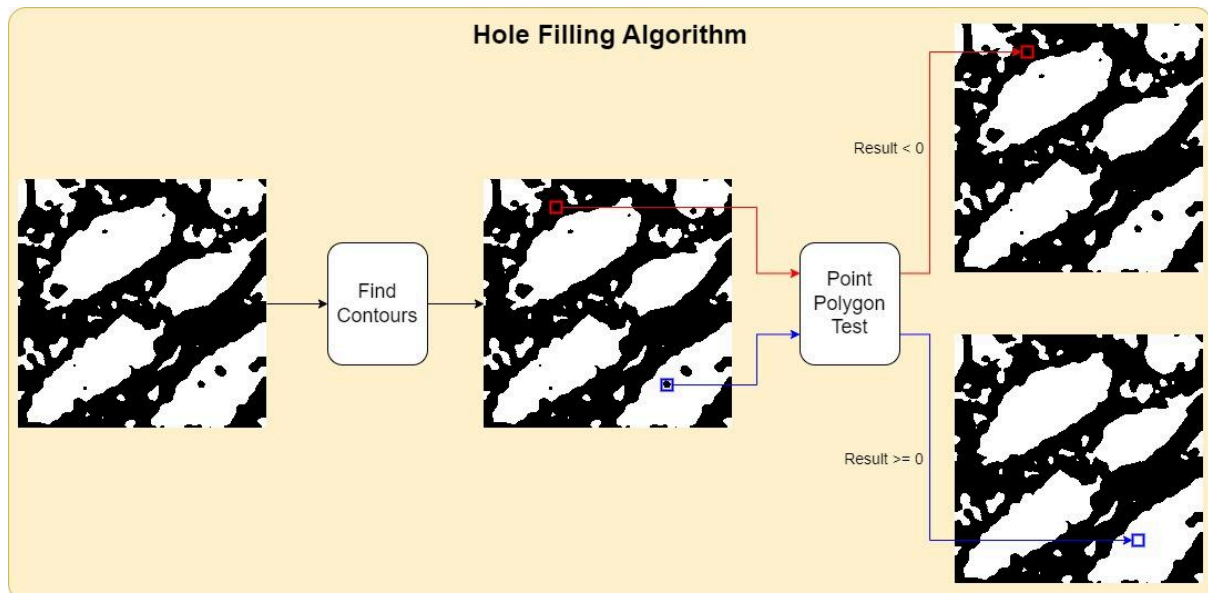 Hole Filling Algorithm
Result < 0
Find
Contours
Point
Polygon
Test
Result >= 0